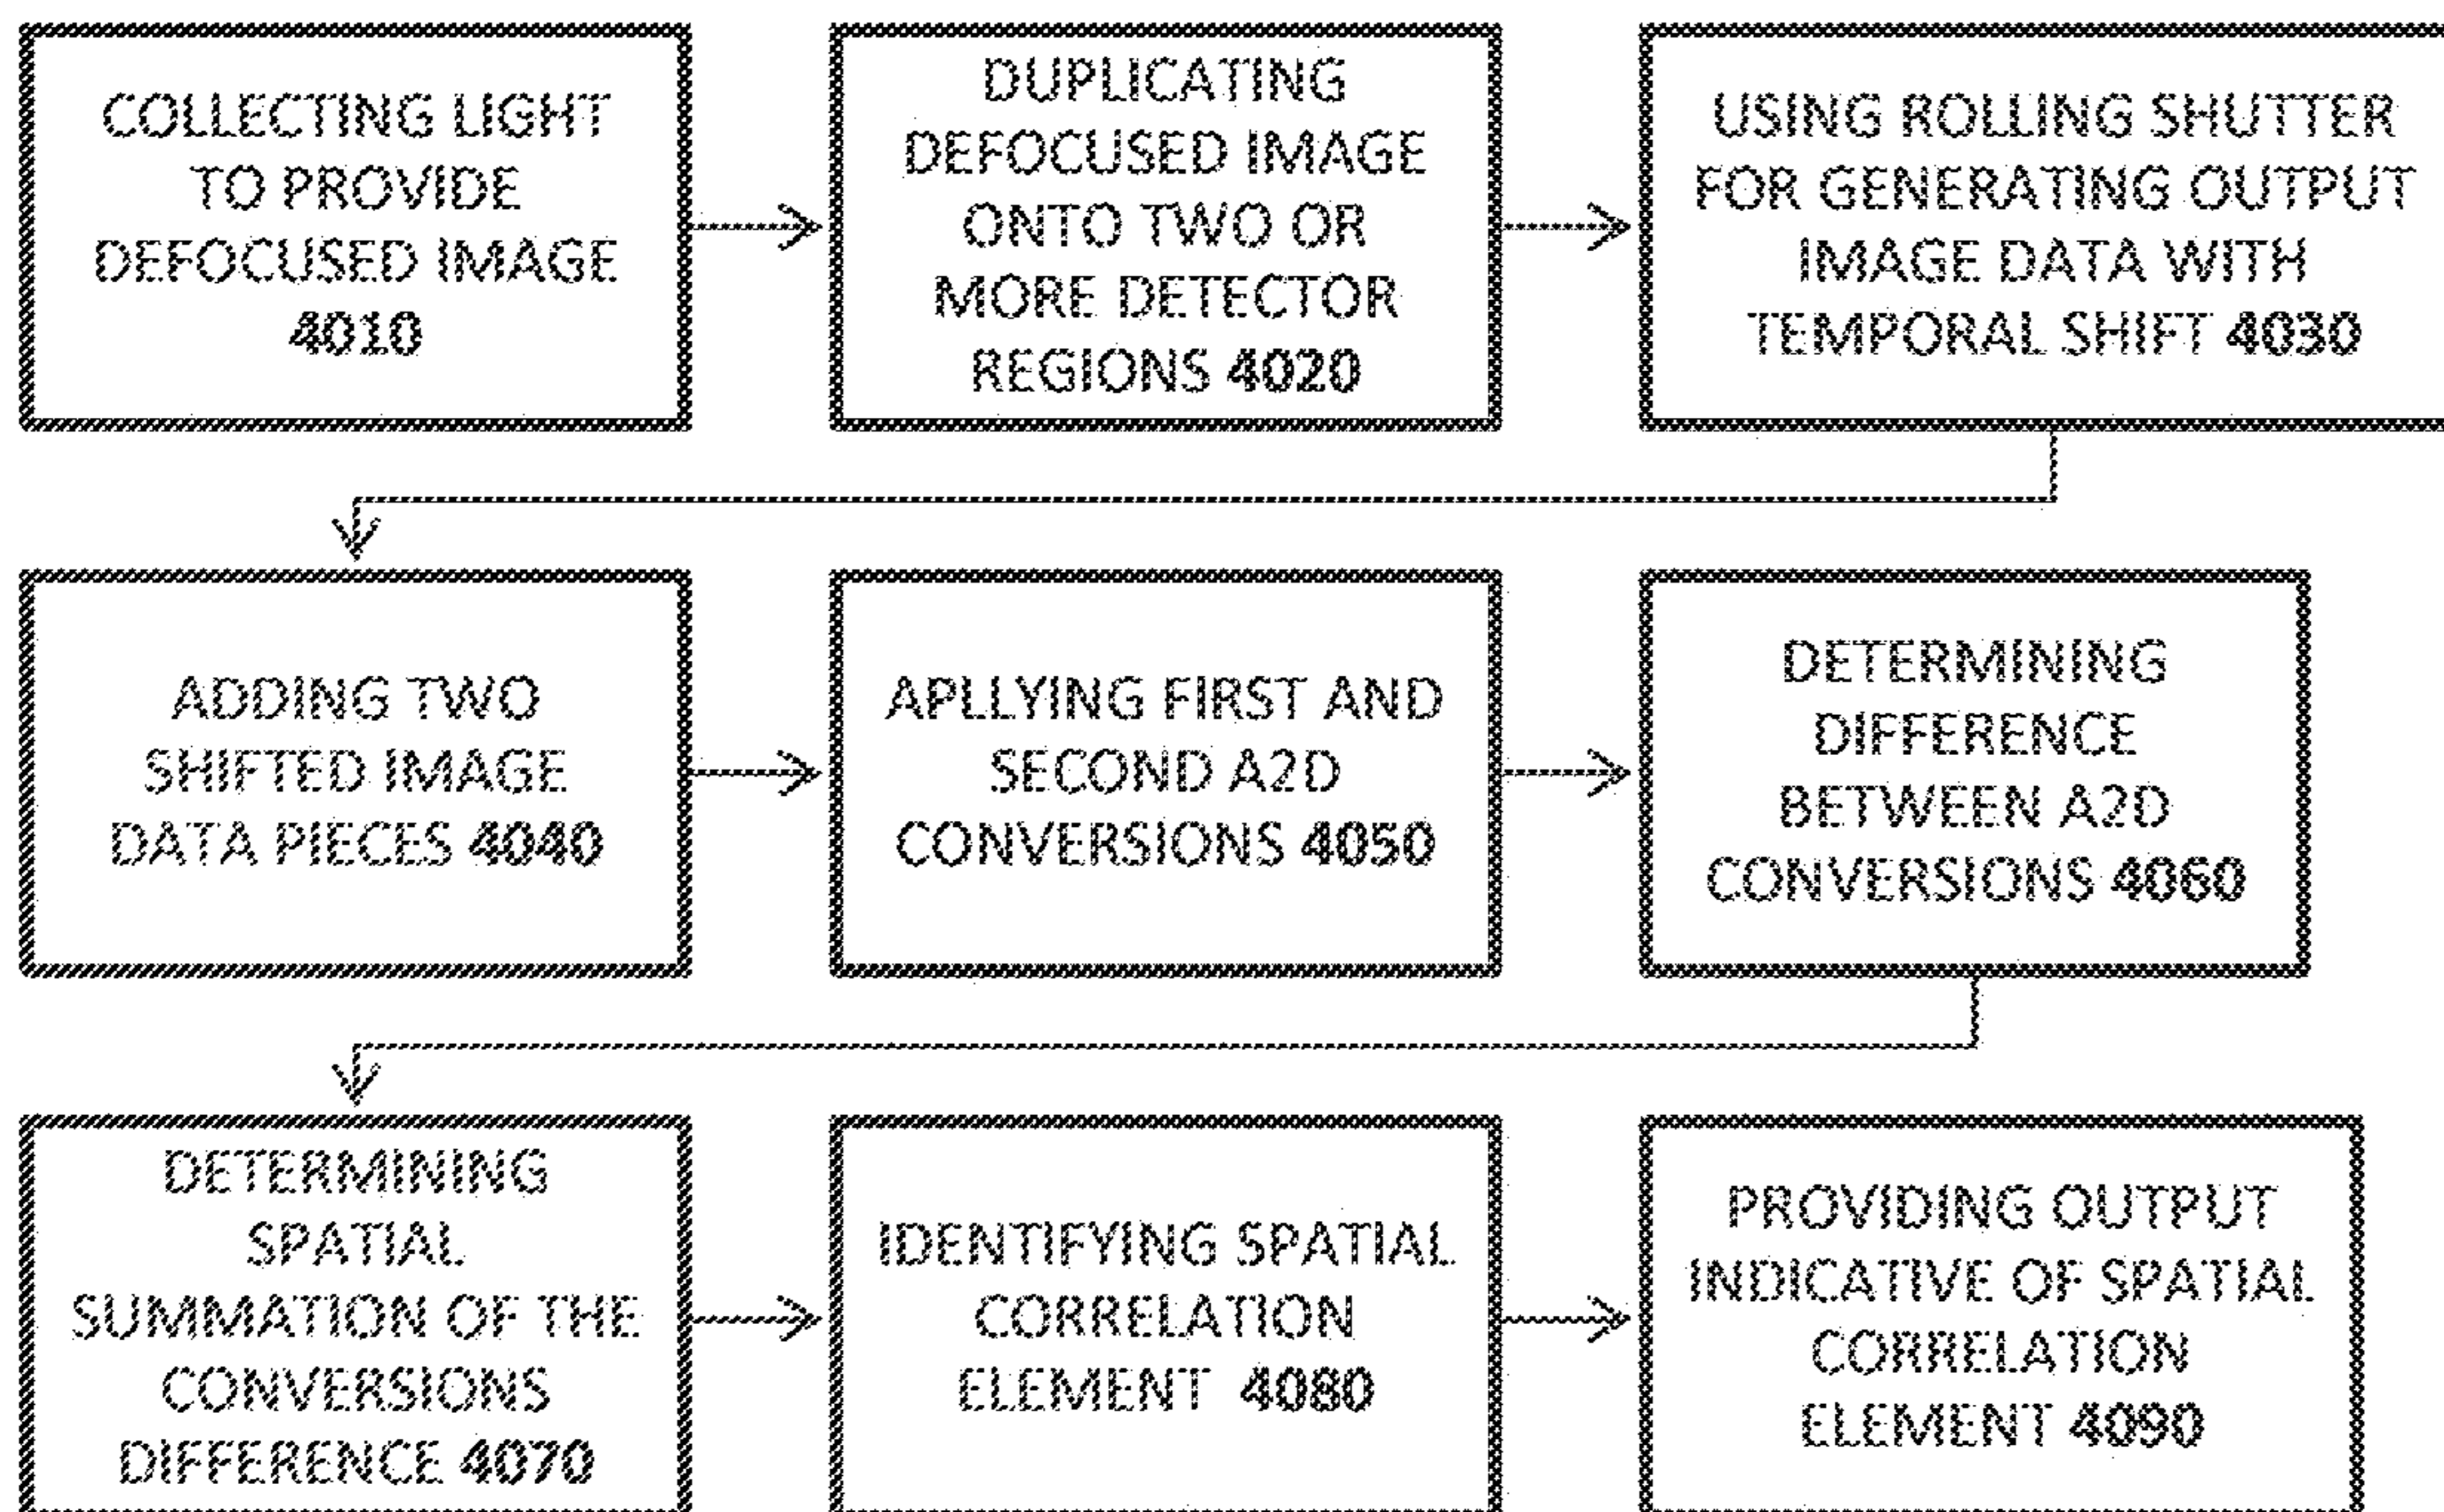 COLLECTING LIGHT
TO PROVIDE
DEFOCUSED IMAGE
4010
DUPLICATING
DEFOCUSED IMAGE
ONTO TWO OR
MORE DETECTOR
REGIONS 4020
USING ROLLING SHUTTER
FOR GENERATING OUTPUT
IMAGE DATA WITH
TEMPORAL SHIFT 4030
ADDING TWO
SHIFTED IMAGE
DATA PIECES 4040
APLLYING FIRST AND
SECOND A2D
CONVERSIONS 4050
DETERMINING
DIFFERENCE
BETWEEN A2D
CONVERSIONS 4060
DETERMINING
SPATIAL
SUMMATION OF THE
CONVERSIONS
DIFFERENCE 4070
IDENTIFYING SPATIAL
CORRELATION
ELEMENT 4080
PROVIDING OUTPUT
INDICATIVE OF SPATIAL
CORRELATION
ELEMENT 4090